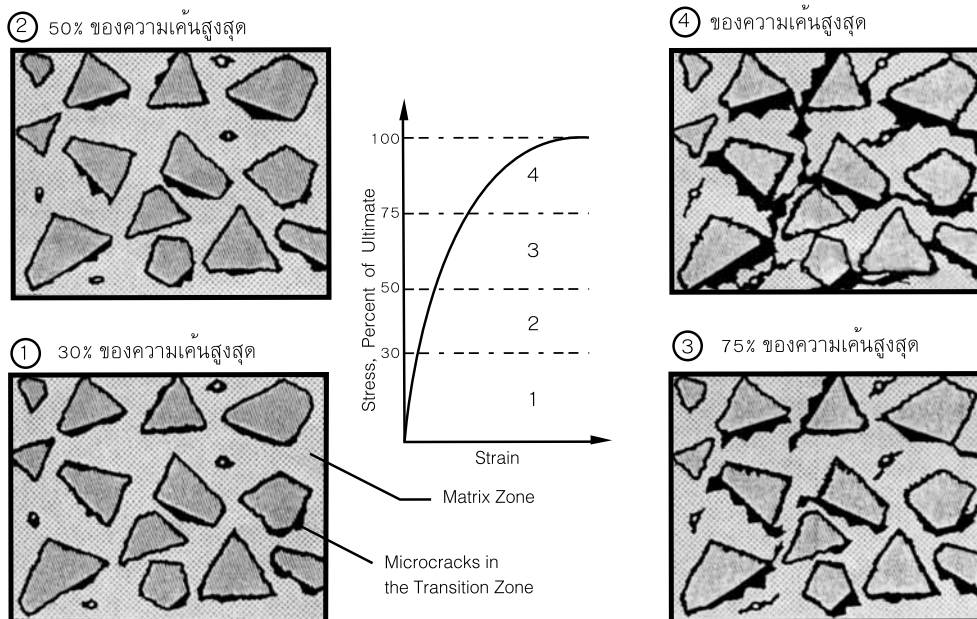 2 50% ของความเค้นสูงสุด
4 ของความเค้นสูงสุด
100
4
75
3
50
2
30
1
Stress, Percent of Ultimate
Strain
1 30% ของความเค้นสูงสุด
3 75% ของความเค้นสูงสุด
Matrix Zone
Microcracks in
the Transition Zone